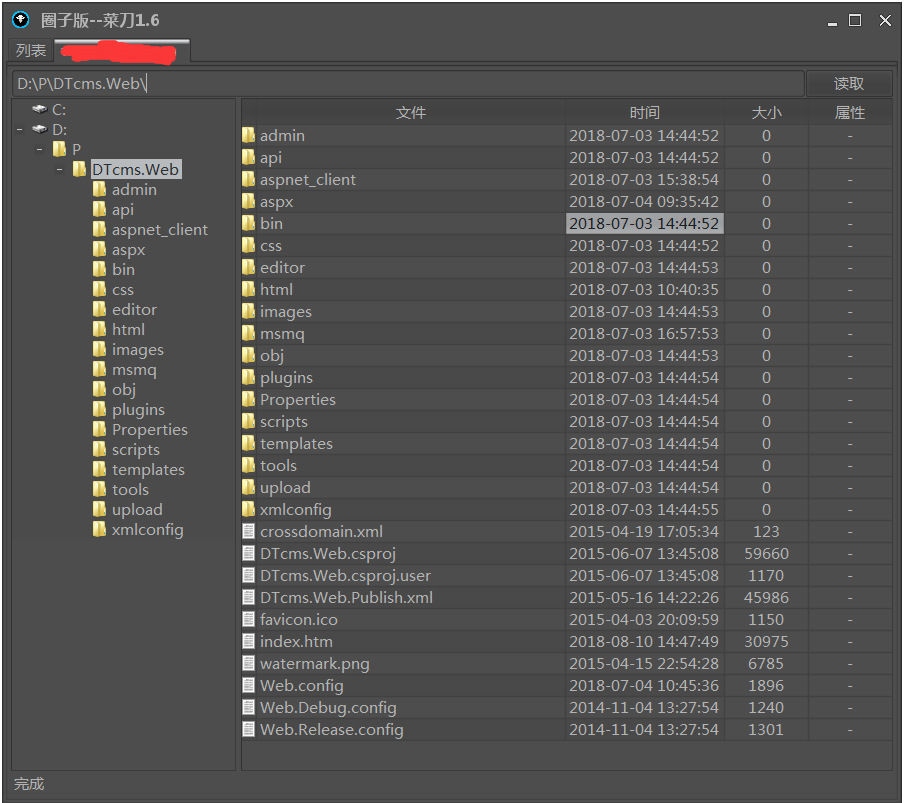 圈子版--菜刀1.6
列表
D:\P\DTcms.Web\
读取
C:
D:
P
DTcms.Web
admin
api
aspnet_client
aspx
bin
css
editor
html
images
msmq
obj
plugins
Properties
scripts
templates
tools
upload
xmlconfig
文件 时间 大小 属性
admin 2018-07-03 14:44:52 0 -
api 2018-07-03 14:44:52 0 -
aspnet_client 2018-07-03 15:38:54 0 -
aspx 2018-07-04 09:35:42 0 -
bin 2018-07-03 14:44:52 0 -
css 2018-07-03 14:44:52 0 -
editor 2018-07-03 14:44:53 0 -
html 2018-07-03 10:40:35 0 -
images 2018-07-03 14:44:53 0 -
msmq 2018-07-03 16:57:53 0 -
obj 2018-07-03 14:44:53 0 -
plugins 2018-07-03 14:44:54 0 -
Properties 2018-07-03 14:44:54 0 -
scripts 2018-07-03 14:44:54 0 -
templates 2018-07-03 14:44:54 0 -
tools 2018-07-03 14:44:54 0 -
upload 2018-07-03 14:44:54 0 -
xmlconfig 2018-07-03 14:44:55 0 -
crossdomain.xml 2015-04-19 17:05:34 123 -
DTcms.Web.csproj 2015-06-07 13:45:08 59660 -
DTcms.Web.csproj.user 2015-06-07 13:45:08 1170 -
DTcms.Web.Publish.xml 2015-05-16 14:22:26 45986 -
favicon.ico 2015-04-03 20:09:59 1150 -
index.htm 2018-08-10 14:47:49 30975 -
watermark.png 2015-04-15 22:54:28 6785 -
Web.config 2018-07-04 10:45:36 1896 -
Web.Debug.config 2014-11-04 13:27:54 1240 -
Web.Release.config 2014-11-04 13:27:54 1301 -
完成